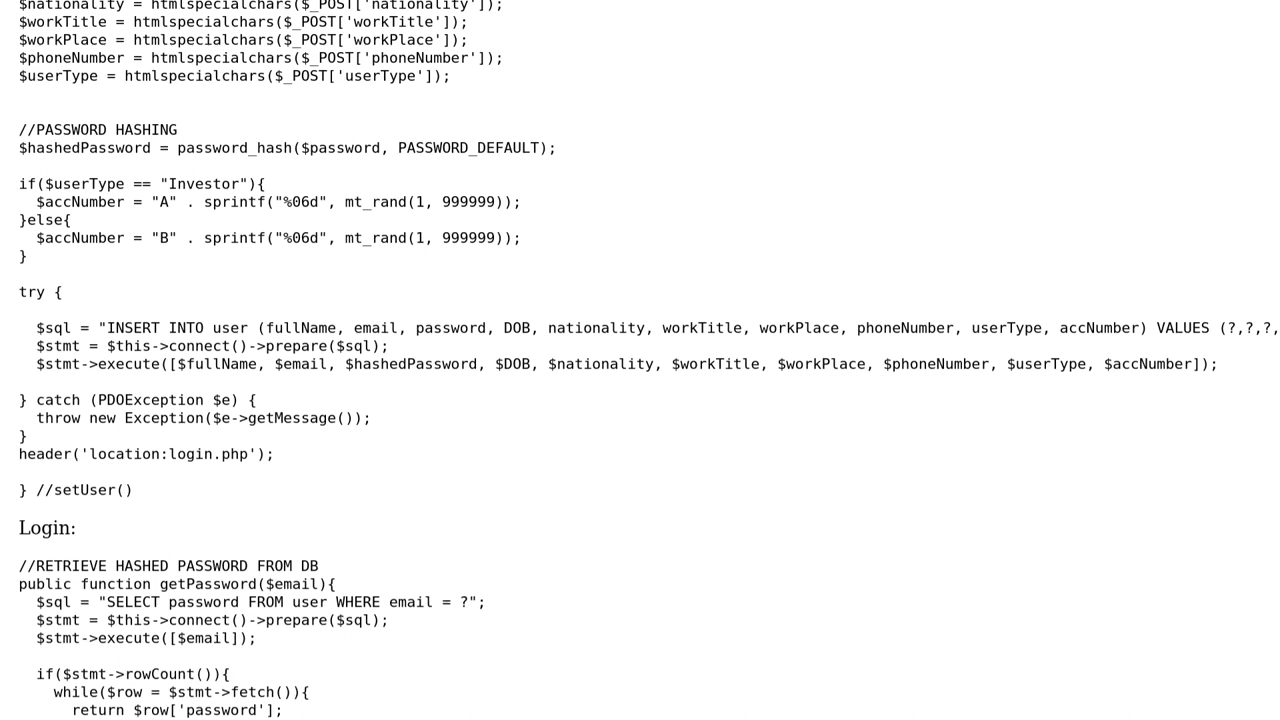 $nationality = htmlspecialchars($_POST['nationality']);
$workTitle = htmlspecialchars($_POST['workTitle']);
$workPlace = htmlspecialchars($_POST['workPlace']);
$phoneNumber = htmlspecialchars($_POST['phoneNumber']);
$userType = htmlspecialchars($_POST['userType']);
//PASSWORD HASHING
$hashedPassword = password_hash($password, PASSWORD_DEFAULT);
if($userType == "Investor"){
$accNumber = "A" . sprintf("%06d", mt_rand(1, 999999));
}else{
$accNumber = "B" . sprintf("%06d", mt_rand(1, 999999));
}
try {
$sql = "INSERT INTO user (fullName, email, password, DOB, nationality, workTitle, workPlace, phoneNumber, userType, accNumber) VALUES (?,?,?,
$stmt = $this->connect()->prepare($sql);
$stmt->execute([$fullName, $email, $hashedPassword, $DOB, $nationality, $workTitle, $workPlace, $phoneNumber, $userType, $accNumber]);
} catch (PDOException $e) {
throw new Exception($e->getMessage());
}
header('location:login.php');
} //setUser()
Login:
//RETRIEVE HASHED PASSWORD FROM DB
public function getPassword($email){
$sql = "SELECT password FROM user WHERE email = ?";
$stmt = $this->connect()->prepare($sql);
$stmt->execute([$email]);
if($stmt->rowCount()){
while($row = $stmt->fetch()){
return $row['password'];